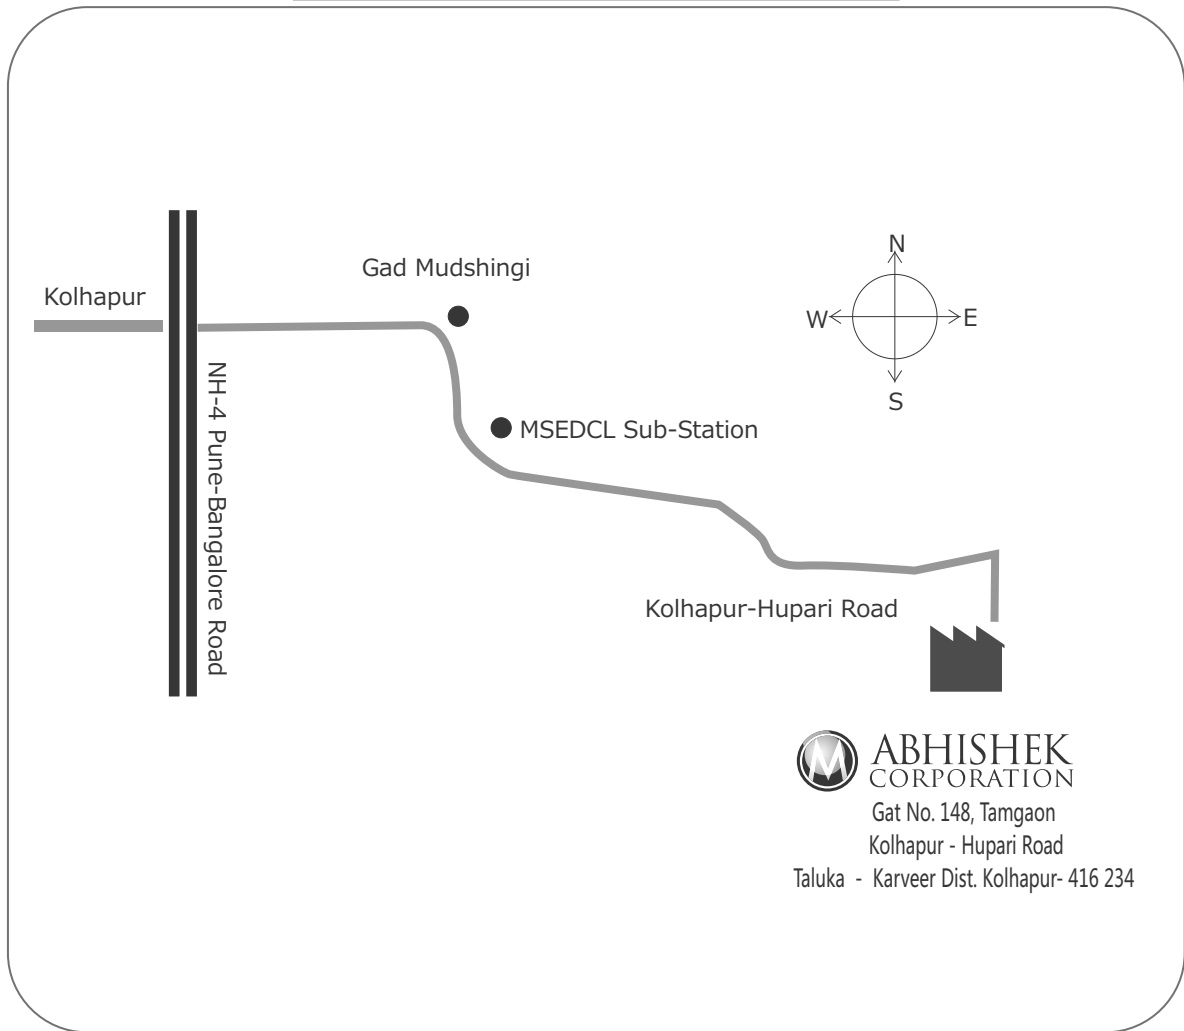 N
Gad Mudshingi
Kolhapur
W
E
NH-4 Pune-Bangalore Road
S
MSEDCL Sub-Station
Kolhapur-Hupari Road
M
ABHISHEK
CORPORATION
Gat No. 148, Tamgaon
Kolhapur - Hupari Road
Taluka - Karveer Dist. Kolhapur- 416 234